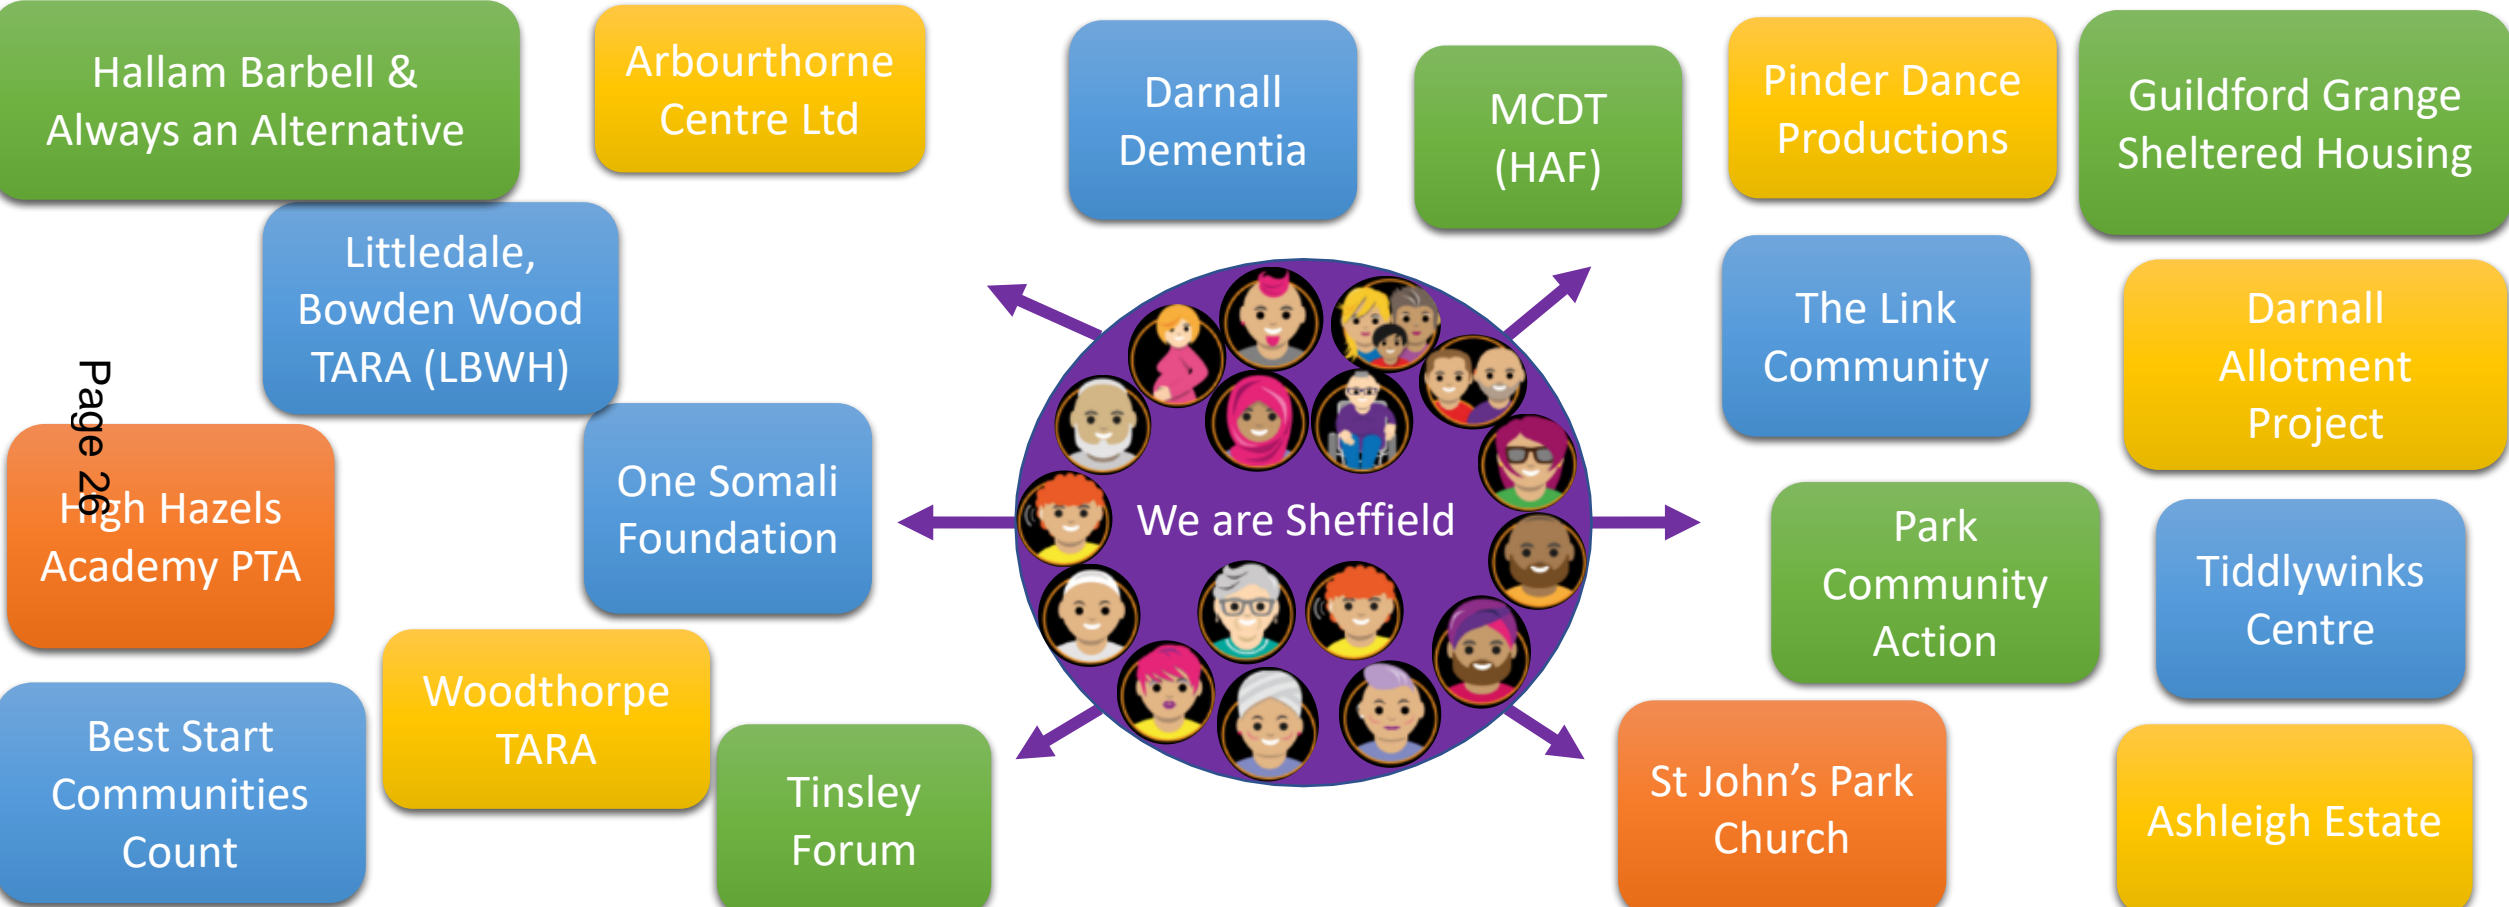 Hallam Barbell &
Always an Alternative
Arbourthorne
Centre Ltd
Darnall
Dementia
MCDT
(HAF)
Pinder Dance
Productions
Guildford Grange
Sheltered Housing
Littledale,
Bowden Wood
TARA (LBWH)
The Link
Community
Darnall
Allotment
Project
Page 26
High Hazels
Academy PTA
One Somali
Foundation
We are Sheffield
Park
Community
Action
Tiddlywinks
Centre
Best Start
Communities
Count
Woodthorpe
TARA
Tinsley
Forum
St John’s Park
Church
Ashleigh Estate